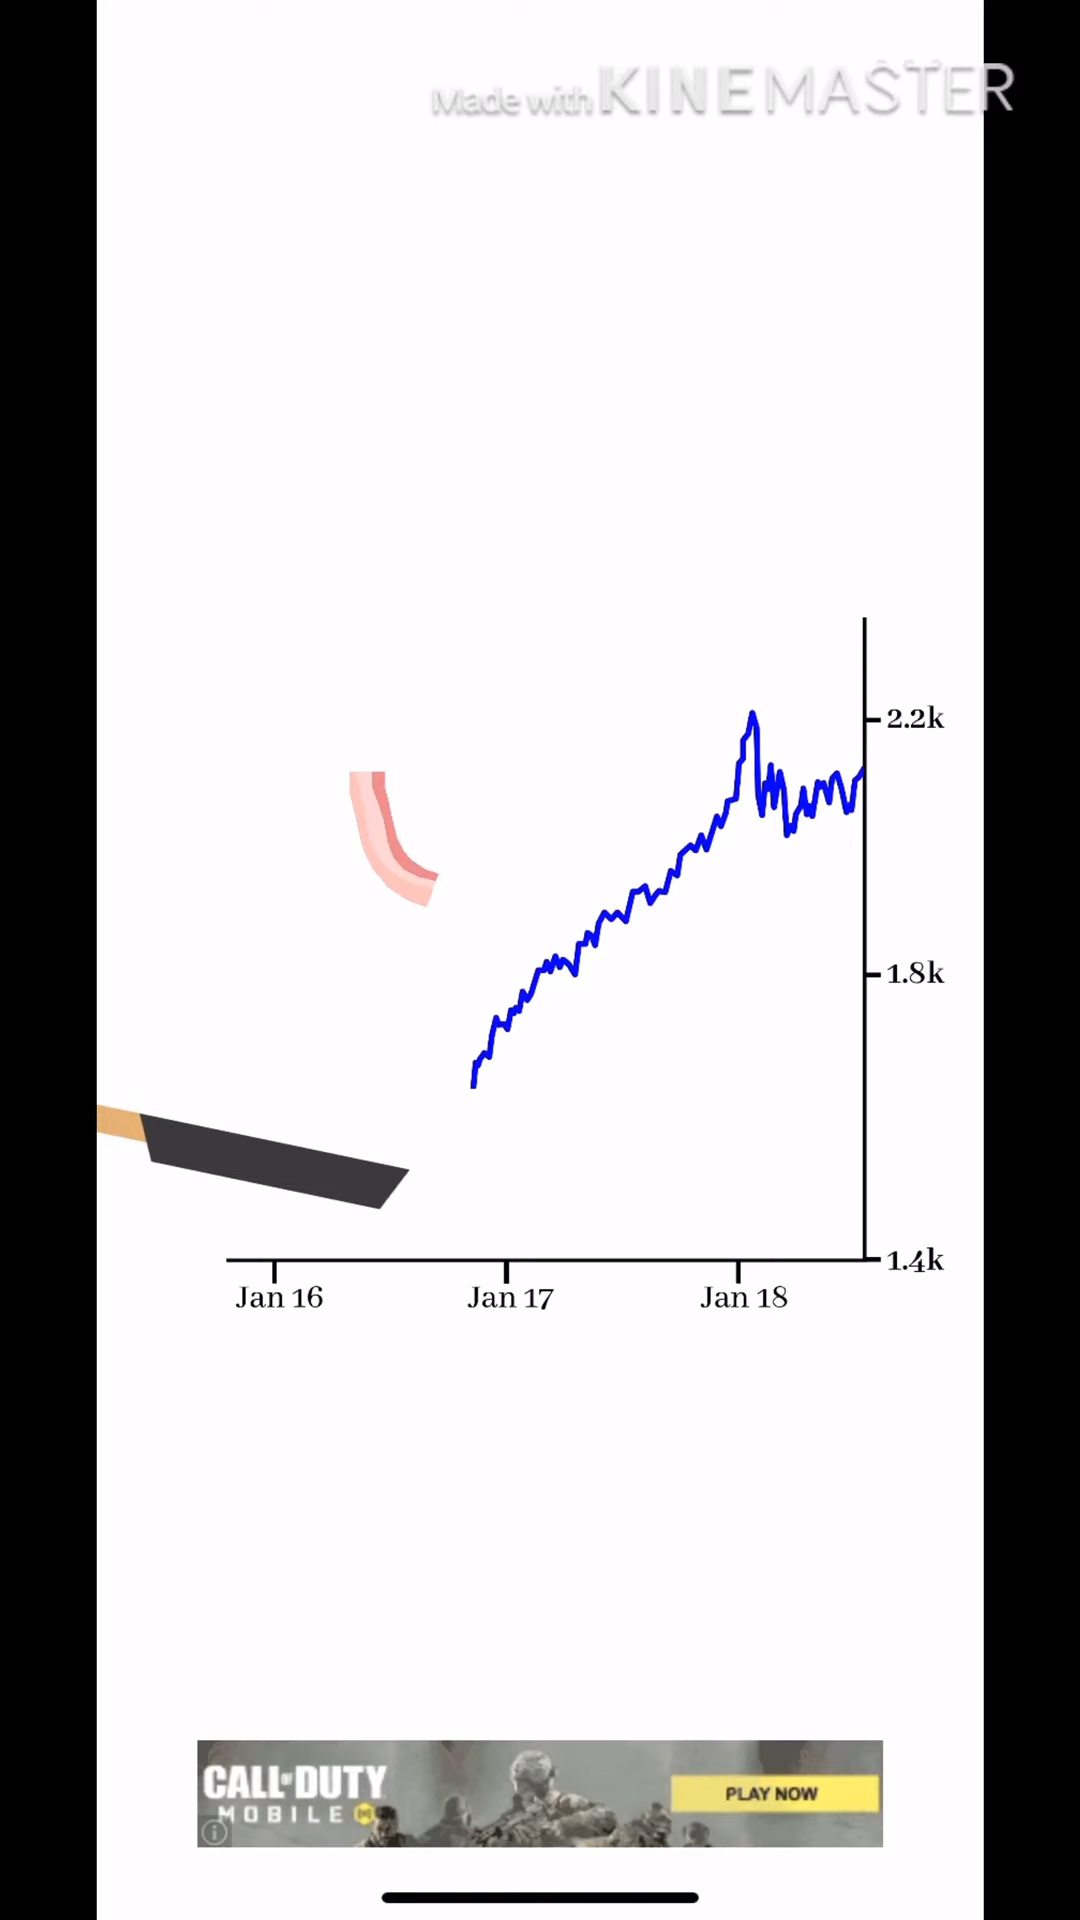 Made with KINEMASTER
2.2k
1.8k
1.4k
Jan 16 Jan 17 Jan 18
CALL OF DUTY
MOBILE
PLAY NOW